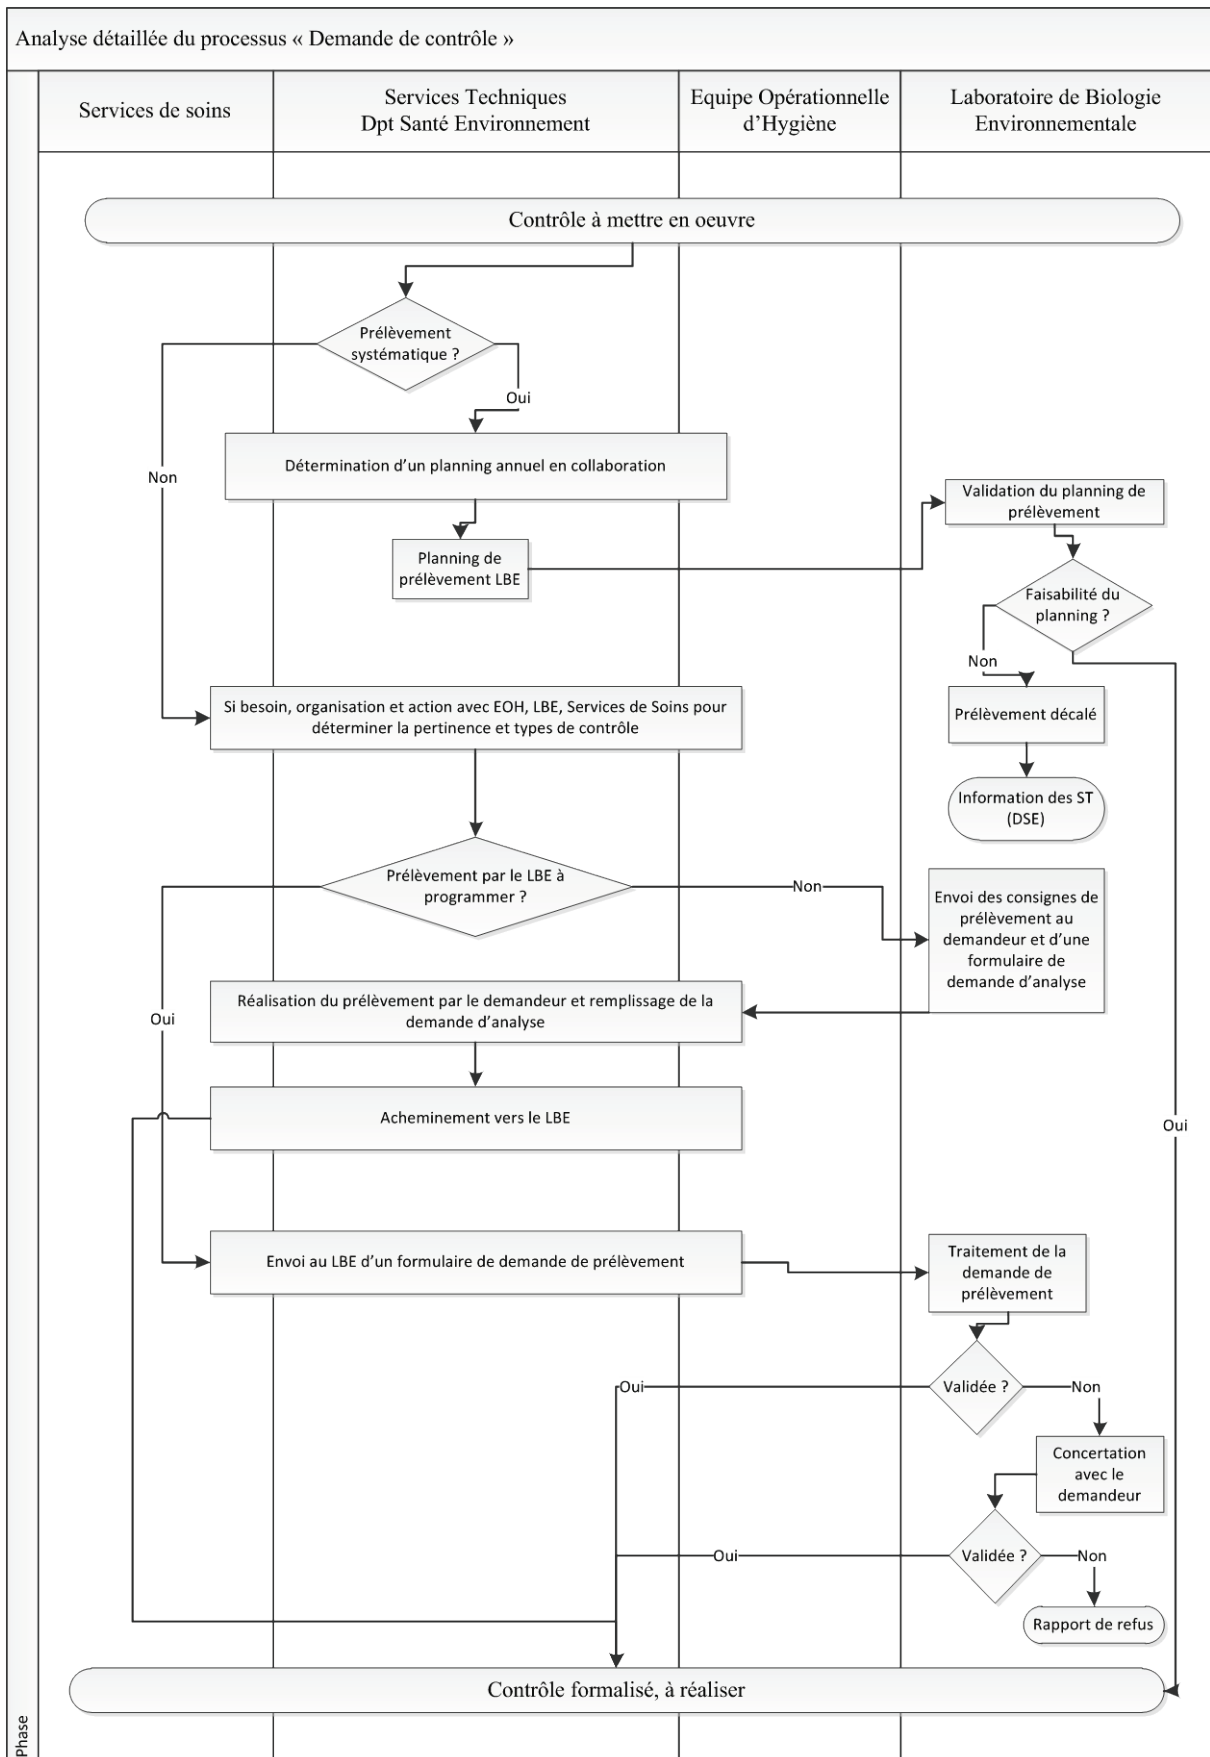 Analyse détaillée du processus « Demande de contrôle »
Services de soins
Services Techniques
Dpt Santé Environnement
Equipe Opérationnelle
d'Hygiène
Laboratoire de Biologie
Environnementale
Contrôle à mettre en oeuvre
Prélèvement
systématique ?
Oui
Non
Détermination d'un planning annuel en collaboration
Planning de
prélèvement LBE
Validation du planning de
prélèvement
Faisabilité du
planning ?
Non
Prélèvement décalé
Information des ST
(DSE)
Oui
Si besoin, organisation et action avec EOH, LBE, Services de Soins pour
déterminer la pertinence et types de contrôle
Prélèvement par le LBE à
programmer ?
Non
Oui
Envoi des consignes de
prélèvement au
demandeur et d'une
formulaire de
demande d'analyse
Réalisation du prélèvement par le demandeur et remplissage de la
demande d'analyse
Acheminement vers le LBE
Envoi au LBE d'un formulaire de demande de prélèvement
Traitement de la
demande de
prélèvement
Validée ?
Oui
Non
Concertation
avec le
demandeur
Validée ?
Oui
Non
Rapport de refus
Contrôle formalisé, à réaliser
Phase